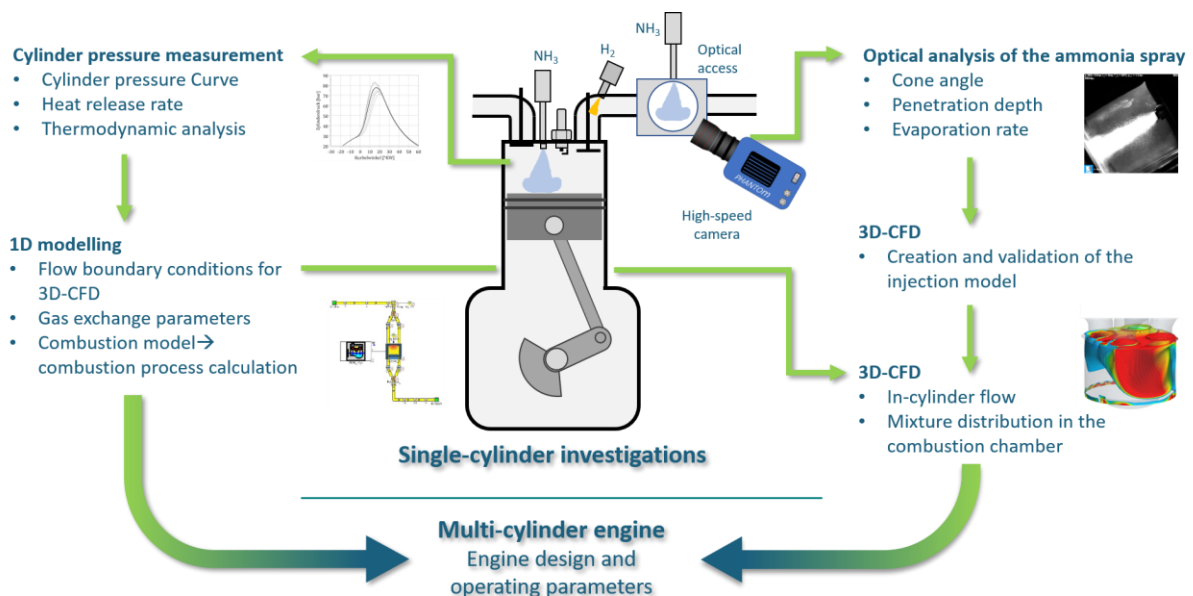 Cylinder pressure measurement
• Cylinder pressure Curve
• Heat release rate
• Thermodynamic analysis
NH₃
H₂
NH₃
Optical
access
PHANTOM
High-speed
camera
Optical analysis of the ammonia spray
• Cone angle
• Penetration depth
• Evaporation rate
1D modelling
• Flow boundary conditions for
3D-CFD
• Gas exchange parameters
• Combustion model→
combustion process calculation
3D-CFD
• Creation and validation of the
injection model
3D-CFD
• In-cylinder flow
• Mixture distribution in the
combustion chamber
Single-cylinder investigations
Multi-cylinder engine
Engine design and
operating parameters